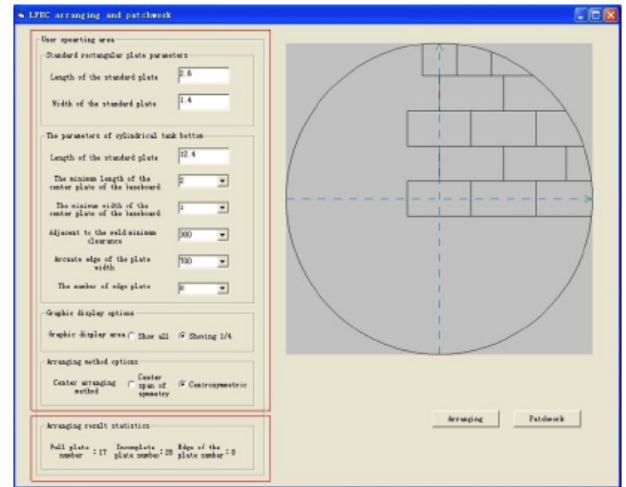 LPEC arranging and patchwork
User opearting area
Standard rectangular plate parameters
Length of the standard plate
2.6
Width of the standard plate
1.4
The parameters of cylindrical tank bottom
Length of the standard plate
12.4
The minimum length of the
center plate of the baseboard
2
The minimum width of the
center plate of the baseboard
1
Adjacent to the weld minimum
clearance
300
Arcuate edge of the plate
width
700
The number of edge plate
Graphic display options
Graphic display area
Show all
Showing 1/4
Arranging method options
Center arranging
method
Center
span of
symmetry
Centrosymmetric
Arranging Patchwork
Arranging result statistics
Full plate
number :17
Incomplete
plate number:
Edge of the
plate number:0